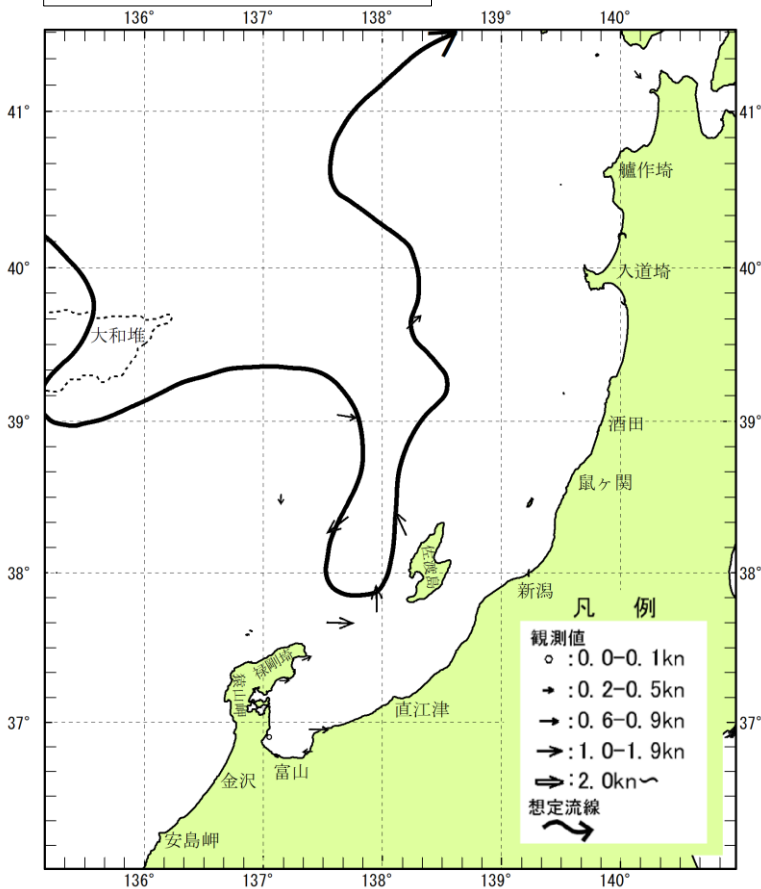 136° 137° 138° 139° 140°
41° 41°
艫作埼
40° 40°
入道埼
大和堆
39° 39°
酒田
鼠ヶ関
佐渡島
38° 38°
新潟
禄剛埼
猿山岬
37° 37°
直江津
金沢
富山
安島岬
凡 例
観測値
:0.0-0.1kn
:0.2-0.5kn
:0.6-0.9kn
:1.0-1.9kn
:2.0kn~
想定流線
136° 137° 138° 139° 140°